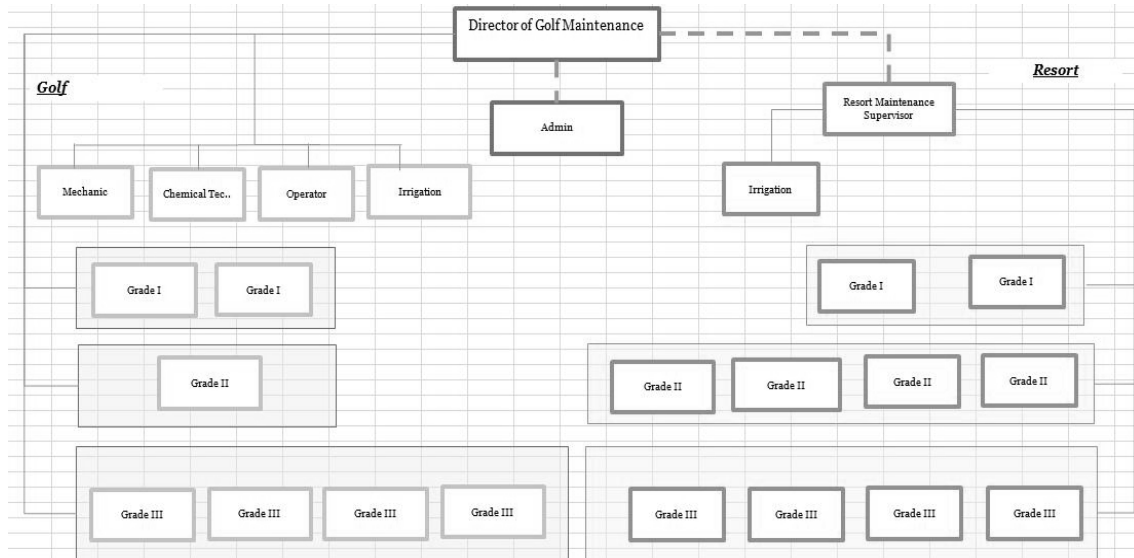 Director of Golf Maintenance
Golf
Resort
Resort Maintenance
Supervisor
Admin
Mechanic
Chemical Tec..
Operator
Irrigation
Irrigation
Grade I
Grade I
Grade I
Grade I
Grade II
Grade II
Grade II
Grade II
Grade II
Grade III
Grade III
Grade III
Grade III
Grade III
Grade III
Grade III
Grade III